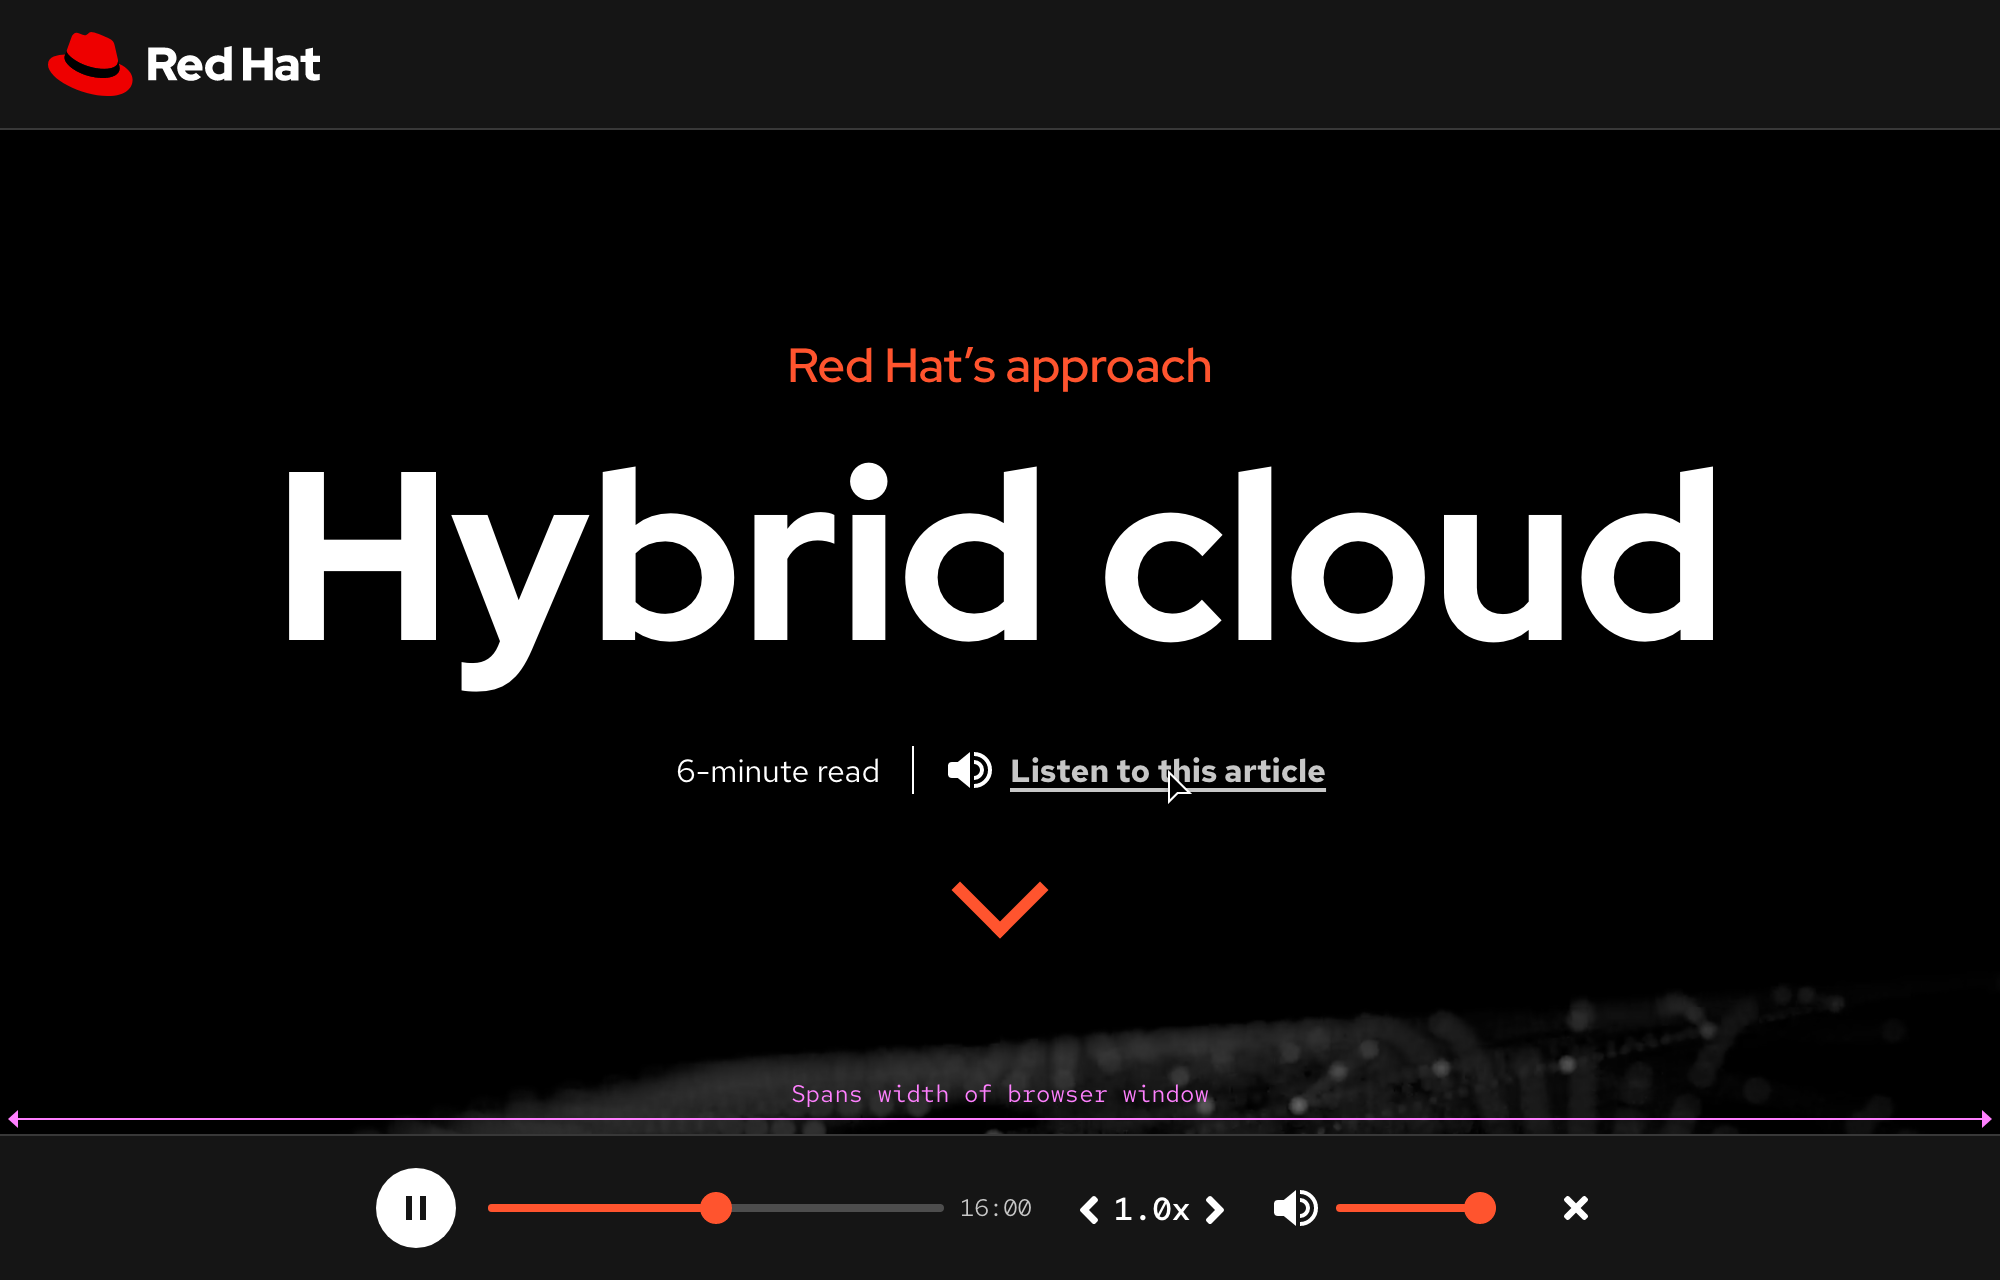 Red Hat
Red Hat’s approach
Hybrid cloud
6-minute read
Listen to this article
Spans width of browser window
16:00
1.0x